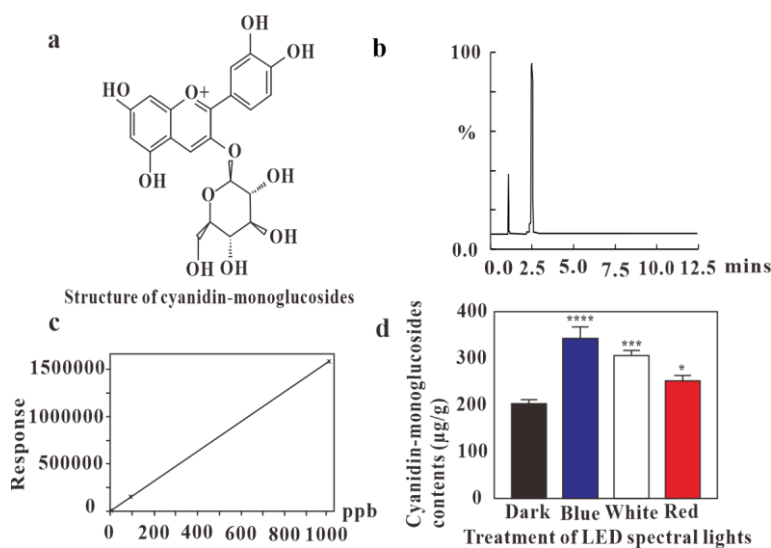 a
OH
OH
HO
O+
OH
O
O
OH
OH
OH
OH
Structure of cyanidin-monoglucosides
b
100
%
0.0
0.0 2.5 5.0 7.5 10.0 12.5 mins
c
1500000
1000000
500000
0
Response
0 200 400 600 800 1000 ppb
d
400
300
200
100
0
Cyanidin-monoglucosides
contents (μg/g)
****
***
*
Dark Blue White Red
Treatment of LED spectral lights